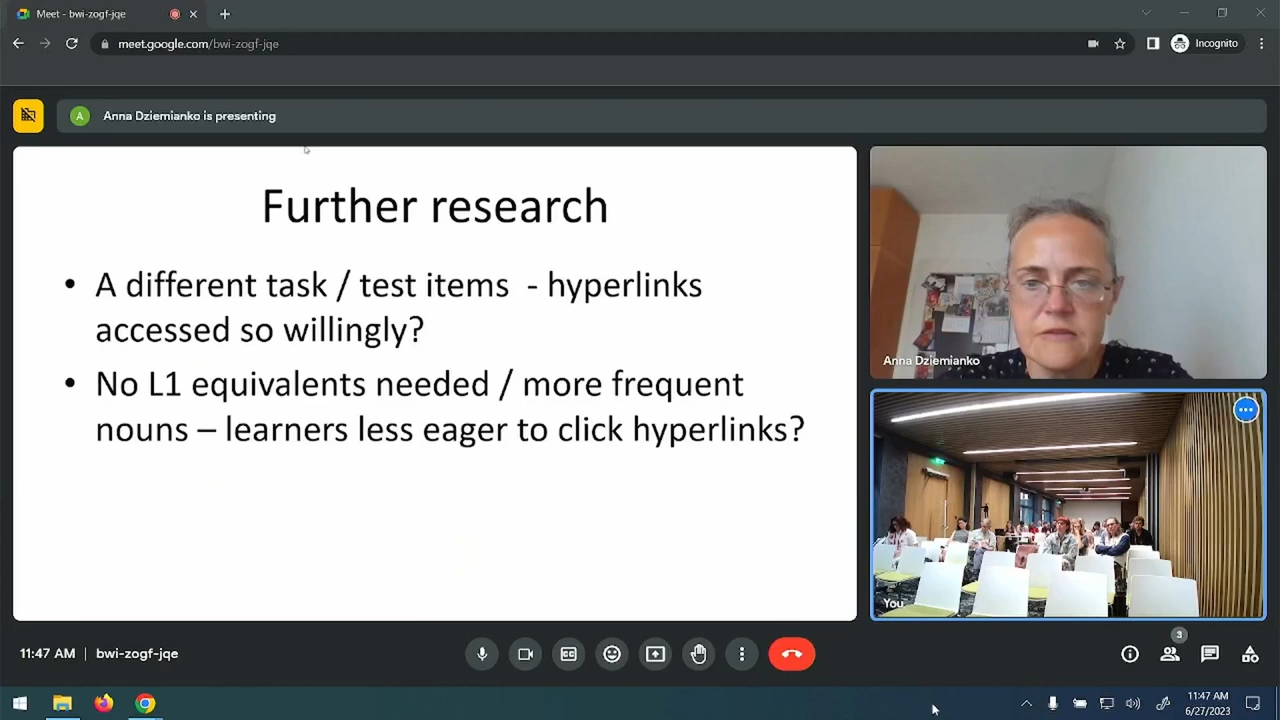 Meet - bwi-zogf-jqe
meet.google.com/bwi-zogf-jqe
Incognito
A
Anna Dziemianko is presenting
Further research
• A different task / test items - hyperlinks
accessed so willingly?
• No L1 equivalents needed / more frequent
nouns – learners less eager to click hyperlinks?
Anna Dziemianko
You
11:47 AM | bwi-zogf-jqe
3
11:47 AM
6/27/2023